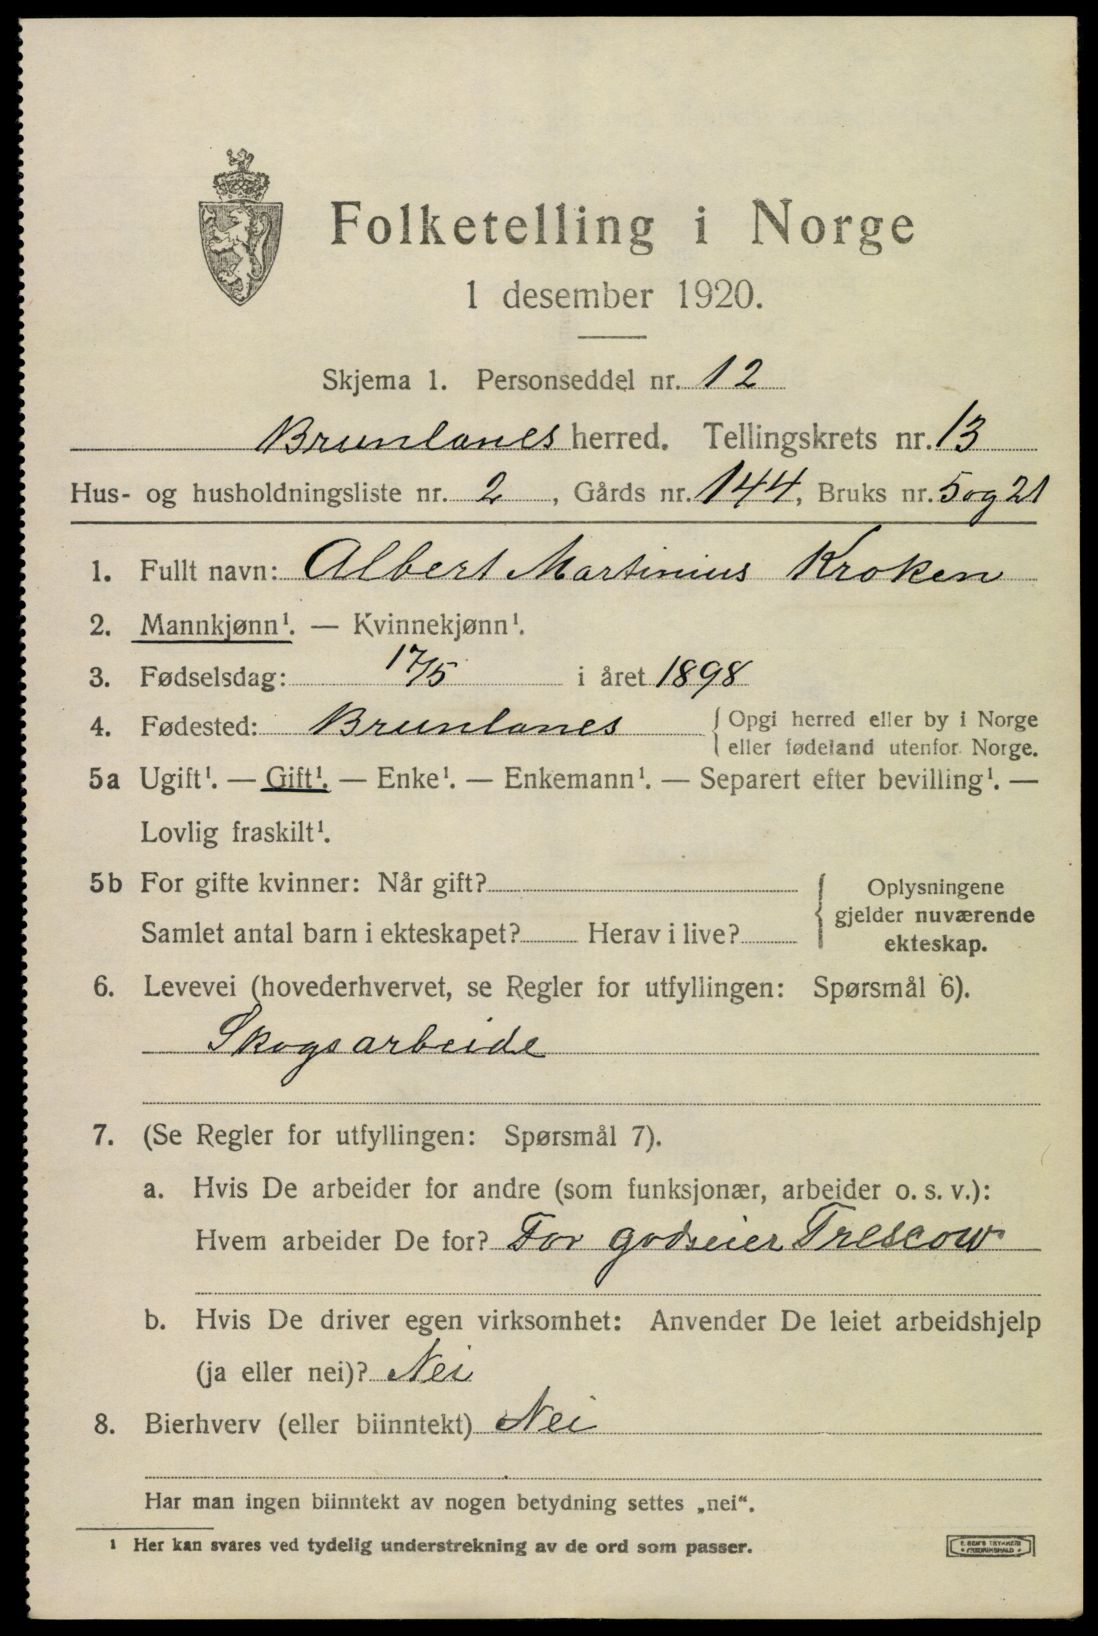 Folketelling i Norge
1 desember 1920.
Skjema 1. Personseddel nr. 12
Brunlanes herred. Tellingskrets nr. 13
Hus- og husholdningsliste nr. 2, Gårds nr. 144, Bruks nr. 5 og 21
1. Fullt navn: Albert Martinius Kroken
2. Mannkjønn¹. — Kvinnekjønn¹.
3. Fødselsdag: 17/5 i året 1898
4. Fødested: Brunlanes { Opgi herred eller by i Norge
eller fødeland utenfor Norge.
5a Ugift¹. — Gift¹. — Enke¹. — Enkemann¹. — Separert efter bevilling¹. —
Lovlig fraskilt¹.
5b For gifte kvinner: Når gift?
Samlet antal barn i ekteskapet? Herav i live?
{ Oplysningene
gjelder nuværende
ekteskap.
6. Levevei (hovederhvervet, se Regler for utfyllingen: Spørsmål 6).
Skogsarbeide
7. (Se Regler for utfyllingen: Spørsmål 7).
a. Hvis De arbeider for andre (som funksjonær, arbeider o. s. v.):
Hvem arbeider De for? For godseier Trescow
b. Hvis De driver egen virksomhet: Anvender De leiet arbeidshjelp
(ja eller nei)? Nei
8. Bierhverv (eller biinntekt) Nei
Har man ingen biinntekt av nogen betydning settes „nei“.
¹ Her kan svares ved tydelig understrekning av de ord som passer.